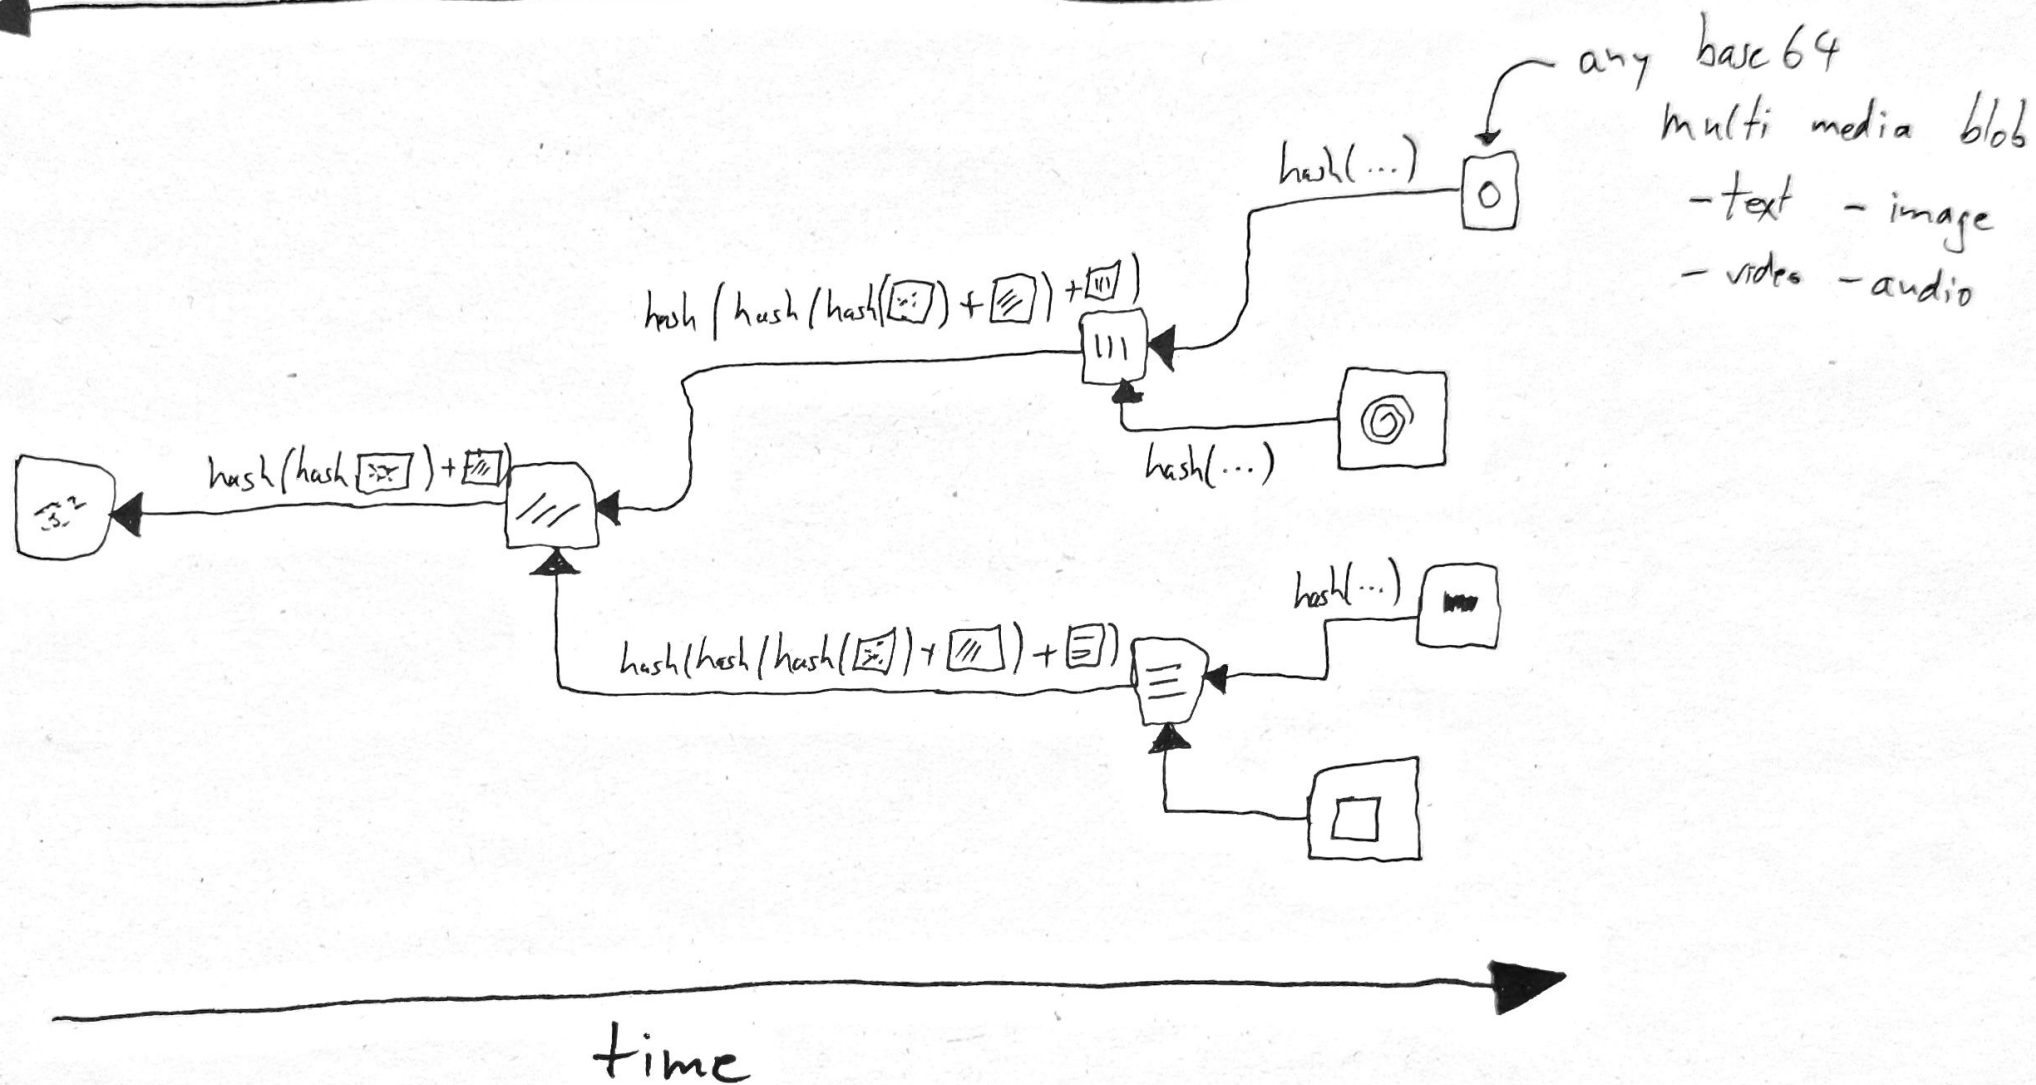 any base64
multi media blob
- text - image
- video - audio
hash(...)
hash(hash(hash( ) + ) + )
hash(...)
hash(hash ) + )
hash(...)
hash(hash(hash( ) + ) + )
time